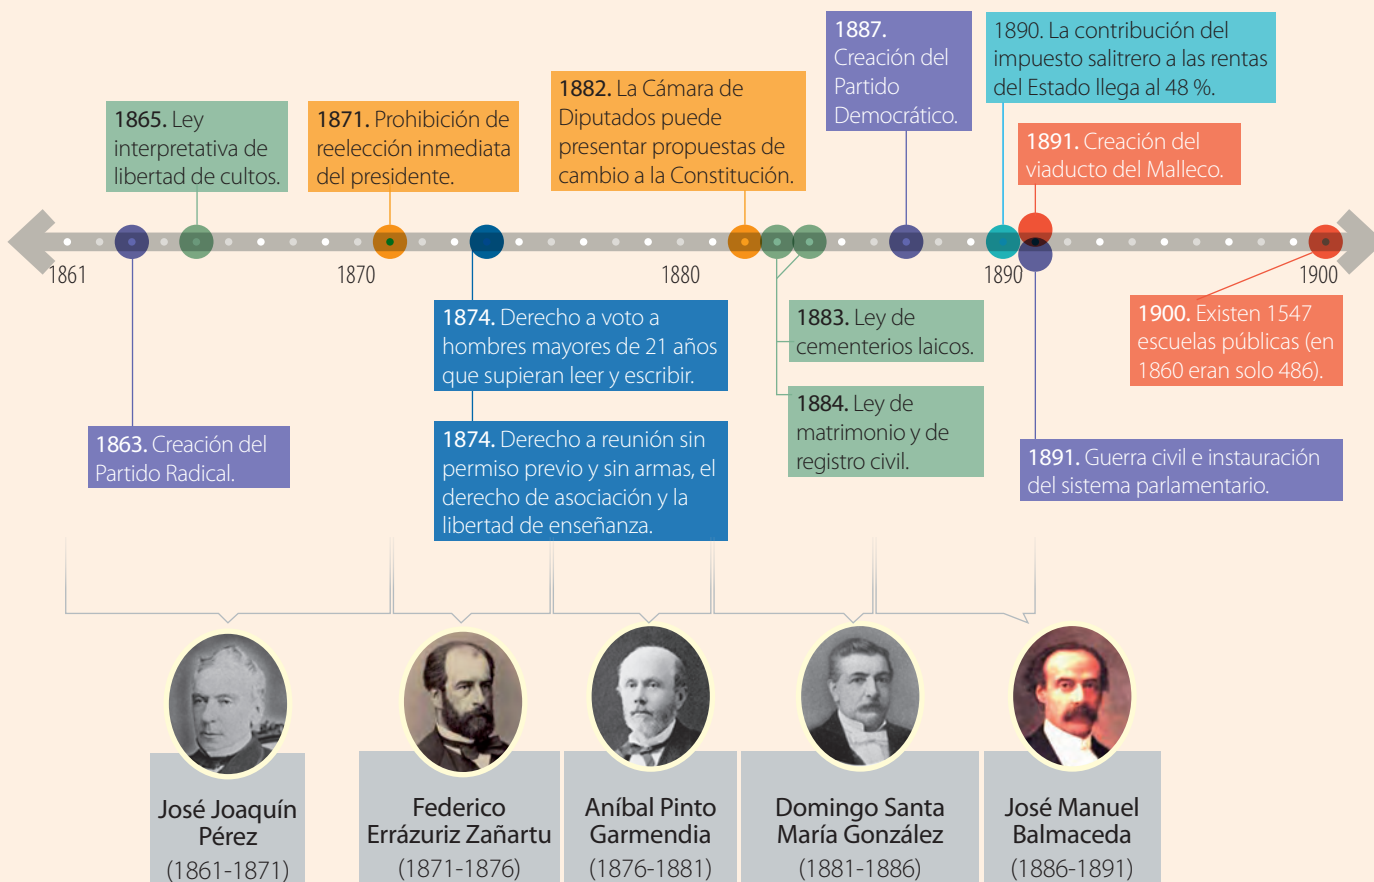 1865. Ley
interpretativa de
libertad de cultos.
1871. Prohibición de
reelección inmediata
del presidente.
1882. La Cámara de
Diputados puede
presentar propuestas de
cambio a la Constitución.
1887.
Creación del
Partido
Democrático.
1890. La contribución del
impuesto salitrero a las rentas
del Estado llega al 48 %.
1891. Creación del
viaducto del Malleco.
1861
1870
1880
1890
1900
1863. Creación del
Partido Radical.
1874. Derecho a voto a
hombres mayores de 21 años
que supieran leer y escribir.
1874. Derecho a reunión sin
permiso previo y sin armas, el
derecho de asociación y la
libertad de enseñanza.
1883. Ley de
cementerios laicos.
1884. Ley de
matrimonio y de
registro civil.
1900. Existen 1547
escuelas públicas (en
1860 eran solo 486).
1891. Guerra civil e instauración
del sistema parlamentario.
José Joaquín
Pérez
(1861-1871)
Federico
Errázuriz Zañartu
(1871-1876)
Aníbal Pinto
Garmendia
(1876-1881)
Domingo Santa
María González
(1881-1886)
José Manuel
Balmaceda
(1886-1891)